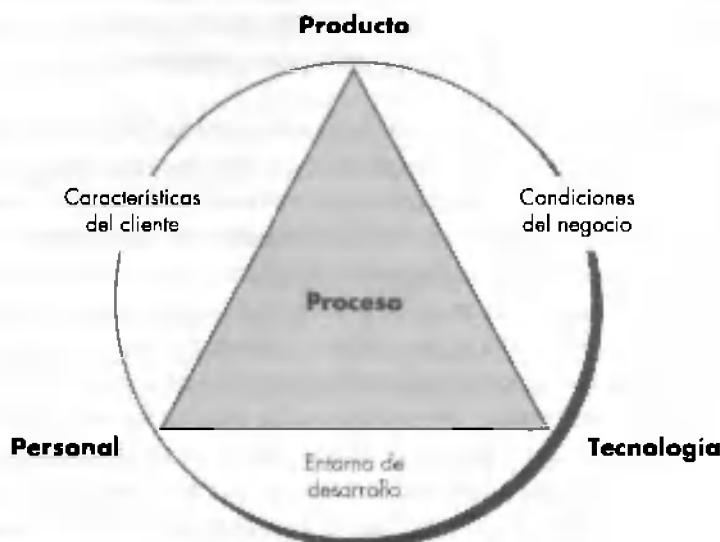 Producto
Características
del cliente
Condiciones
del negocio
Proceso
Personal
Tecnología
Entorno de
desarrollo